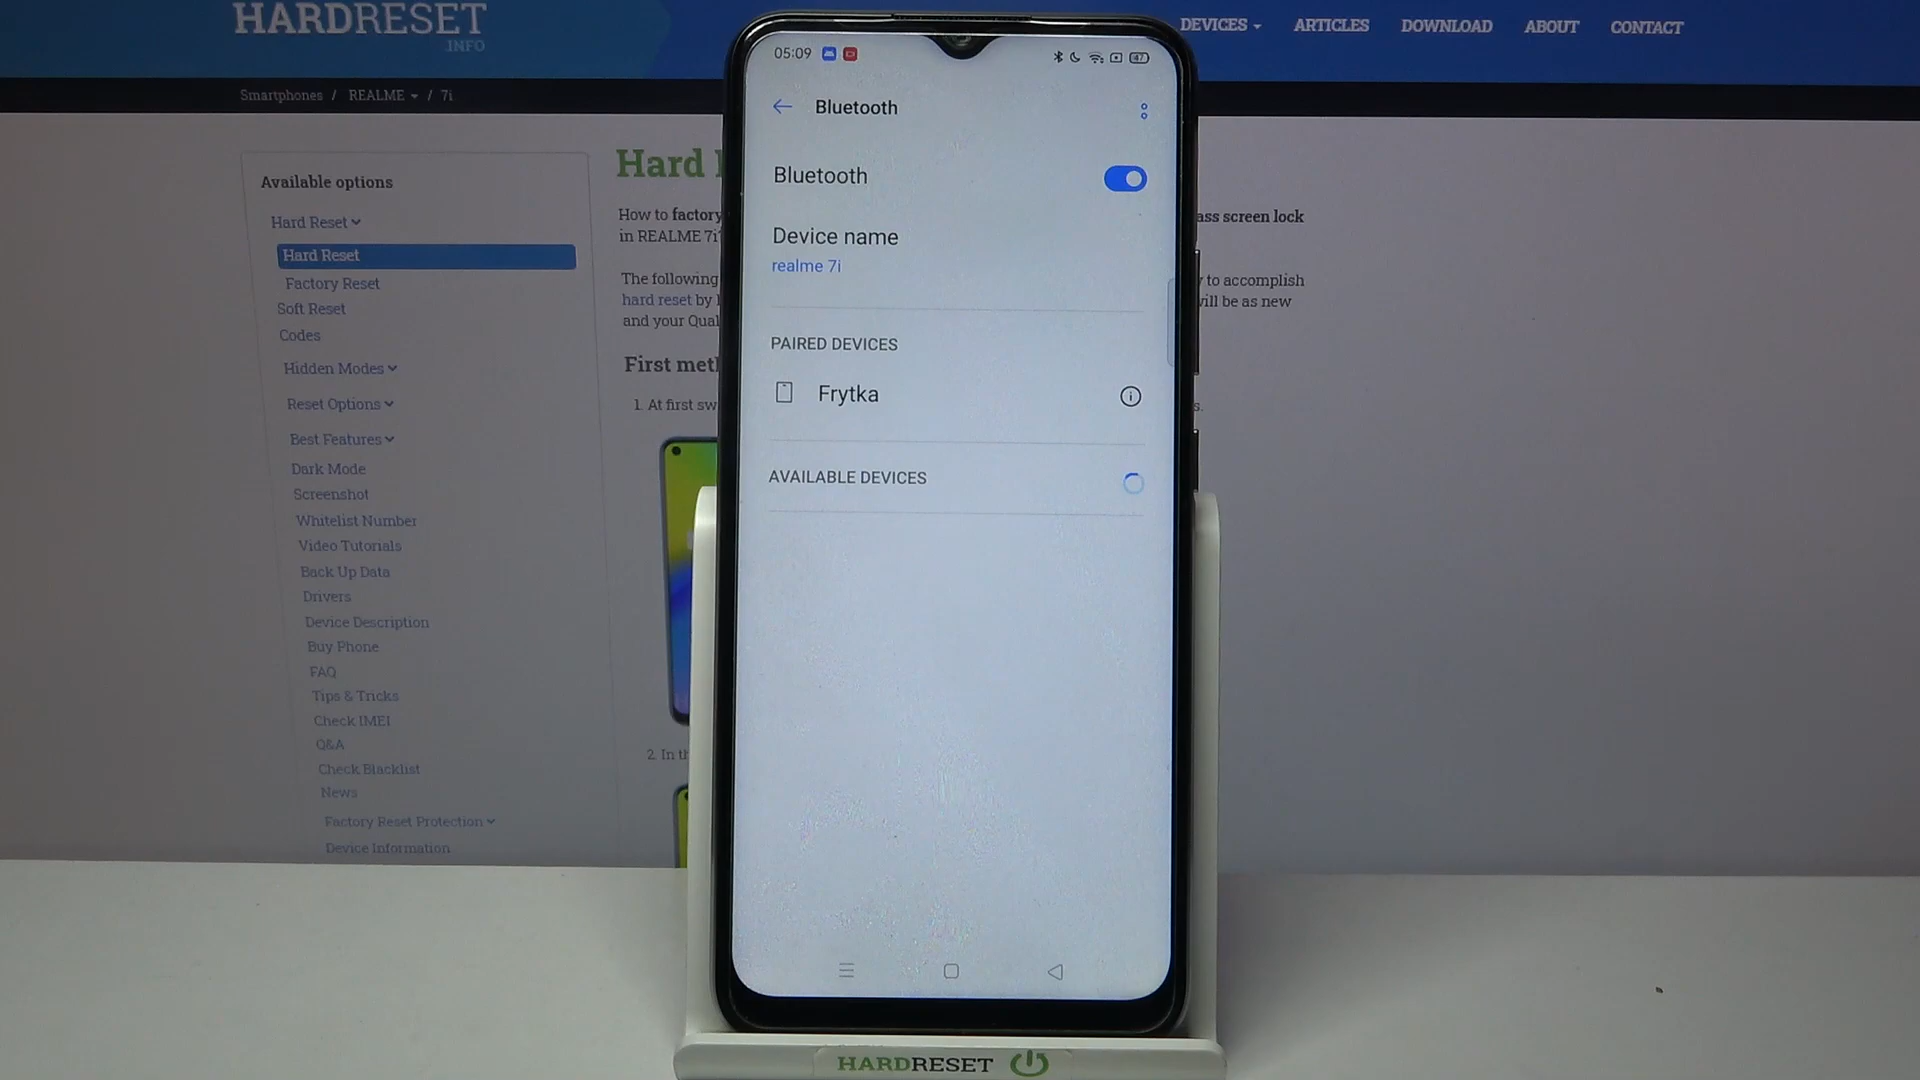 HARDRESET
.INFO
DEVICES
ARTICLES
DOWNLOAD
ABOUT
CONTACT
Smartphones / REALME / 7i
Available options
Hard Reset
Hard Reset
Factory Reset
Soft Reset
Codes
Hidden Modes
Reset Options
Best Features
Dark Mode
Screenshot
Whitelist Number
Video Tutorials
Back Up Data
Drivers
Device Description
Buy Phone
FAQ
Tips & Tricks
Check IMEI
Q&A
Check Blacklist
News
Factory Reset Protection
Device Information
Hard
How to factory
ass screen lock
in REALME 7i
The following
to accomplish
hard reset by
will be as new
and your Qual
First meth
1. At first sw
s.
2. In th
05:09
47
Bluetooth
Bluetooth
Device name
realme 7i
PAIRED DEVICES
Frytka
AVAILABLE DEVICES
HARDRESET